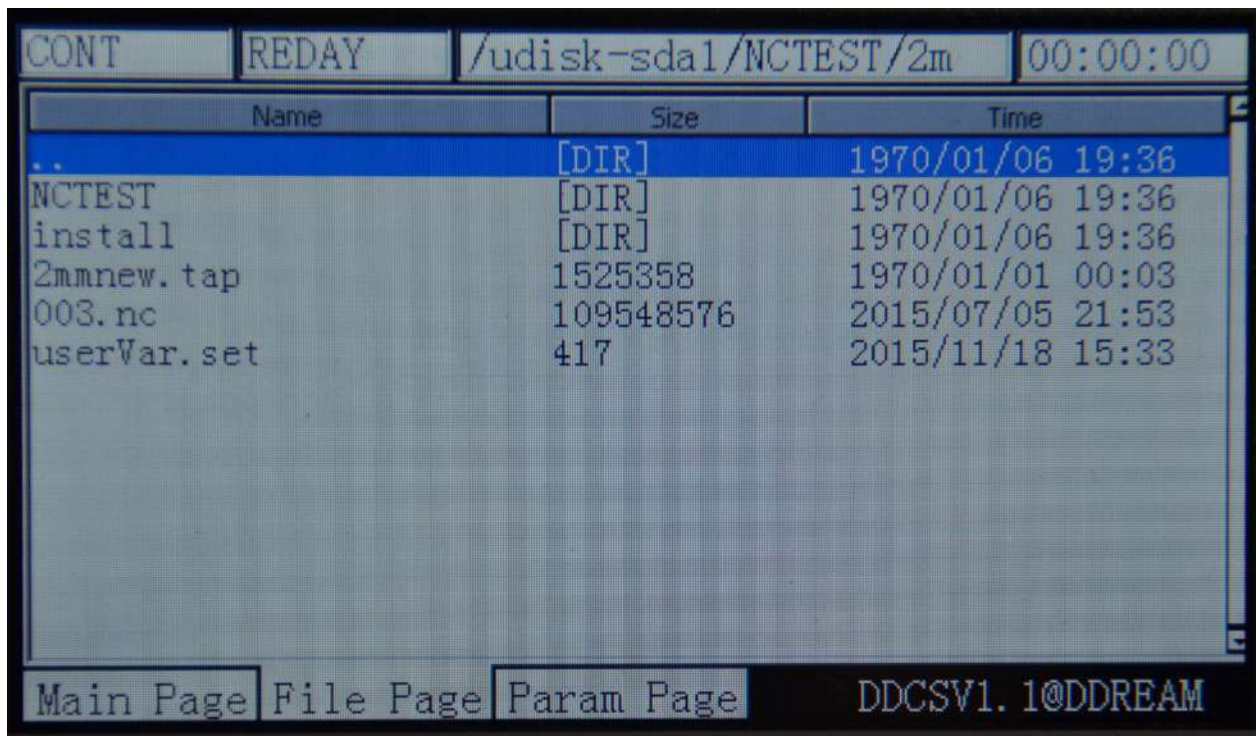 CONT REDAY /udisk-sda1/NCTEST/2m 00:00:00
Name Size Time
.. [DIR] 1970/01/06 19:36
NCTEST [DIR] 1970/01/06 19:36
install [DIR] 1970/01/06 19:36
2mmnew.tap 1525358 1970/01/01 00:03
003.nc 109548576 2015/07/05 21:53
userVar.set 417 2015/11/18 15:33
Main Page File Page Param Page DDCSV1.1@DDREAM